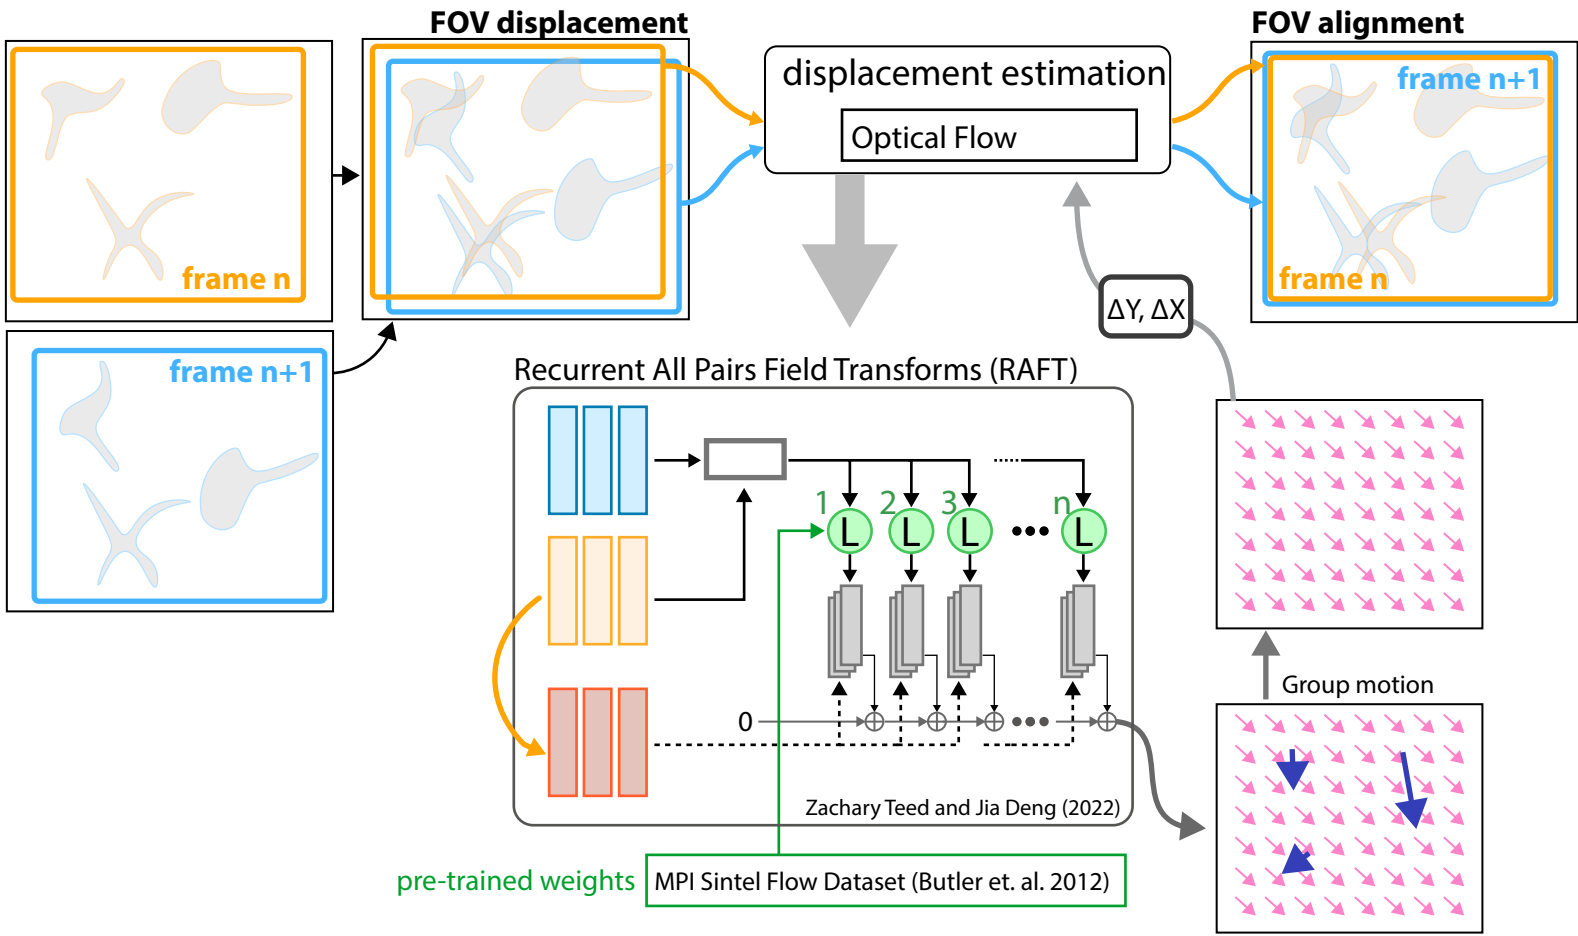 FOV displacement
FOV alignment
displacement estimation
Optical Flow
frame n
frame n+1
frame n+1
frame n
ΔY, ΔX
Recurrent All Pairs Field Transforms (RAFT)
1
2
3
n
L
L
L
L
0
Zachary Teed and Jia Deng (2022)
Group motion
pre-trained weights
MPI Sintel Flow Dataset (Butler et. al. 2012)